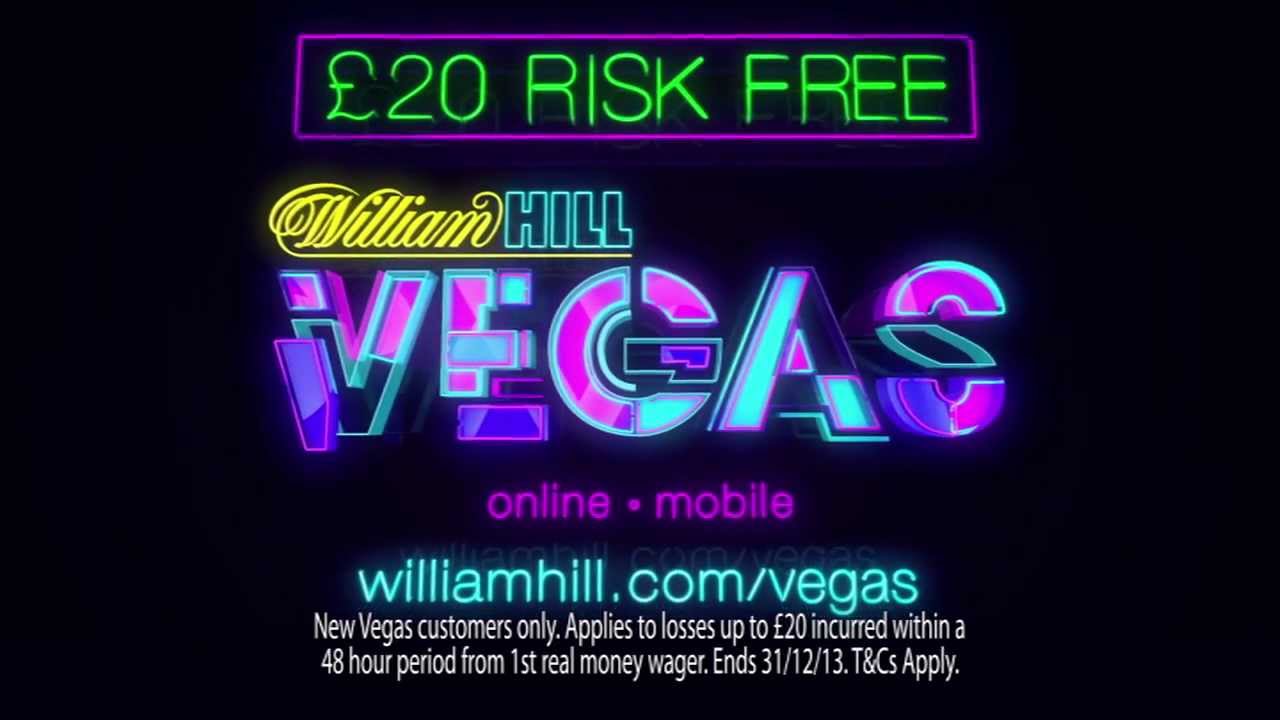 £20 RISK FREE
William HILL
VEGAS
online • mobile
williamhill.com/vegas
New Vegas customers only. Applies to losses up to £20 incurred within a
48 hour period from 1st real money wager. Ends 31/12/13. T&Cs Apply.